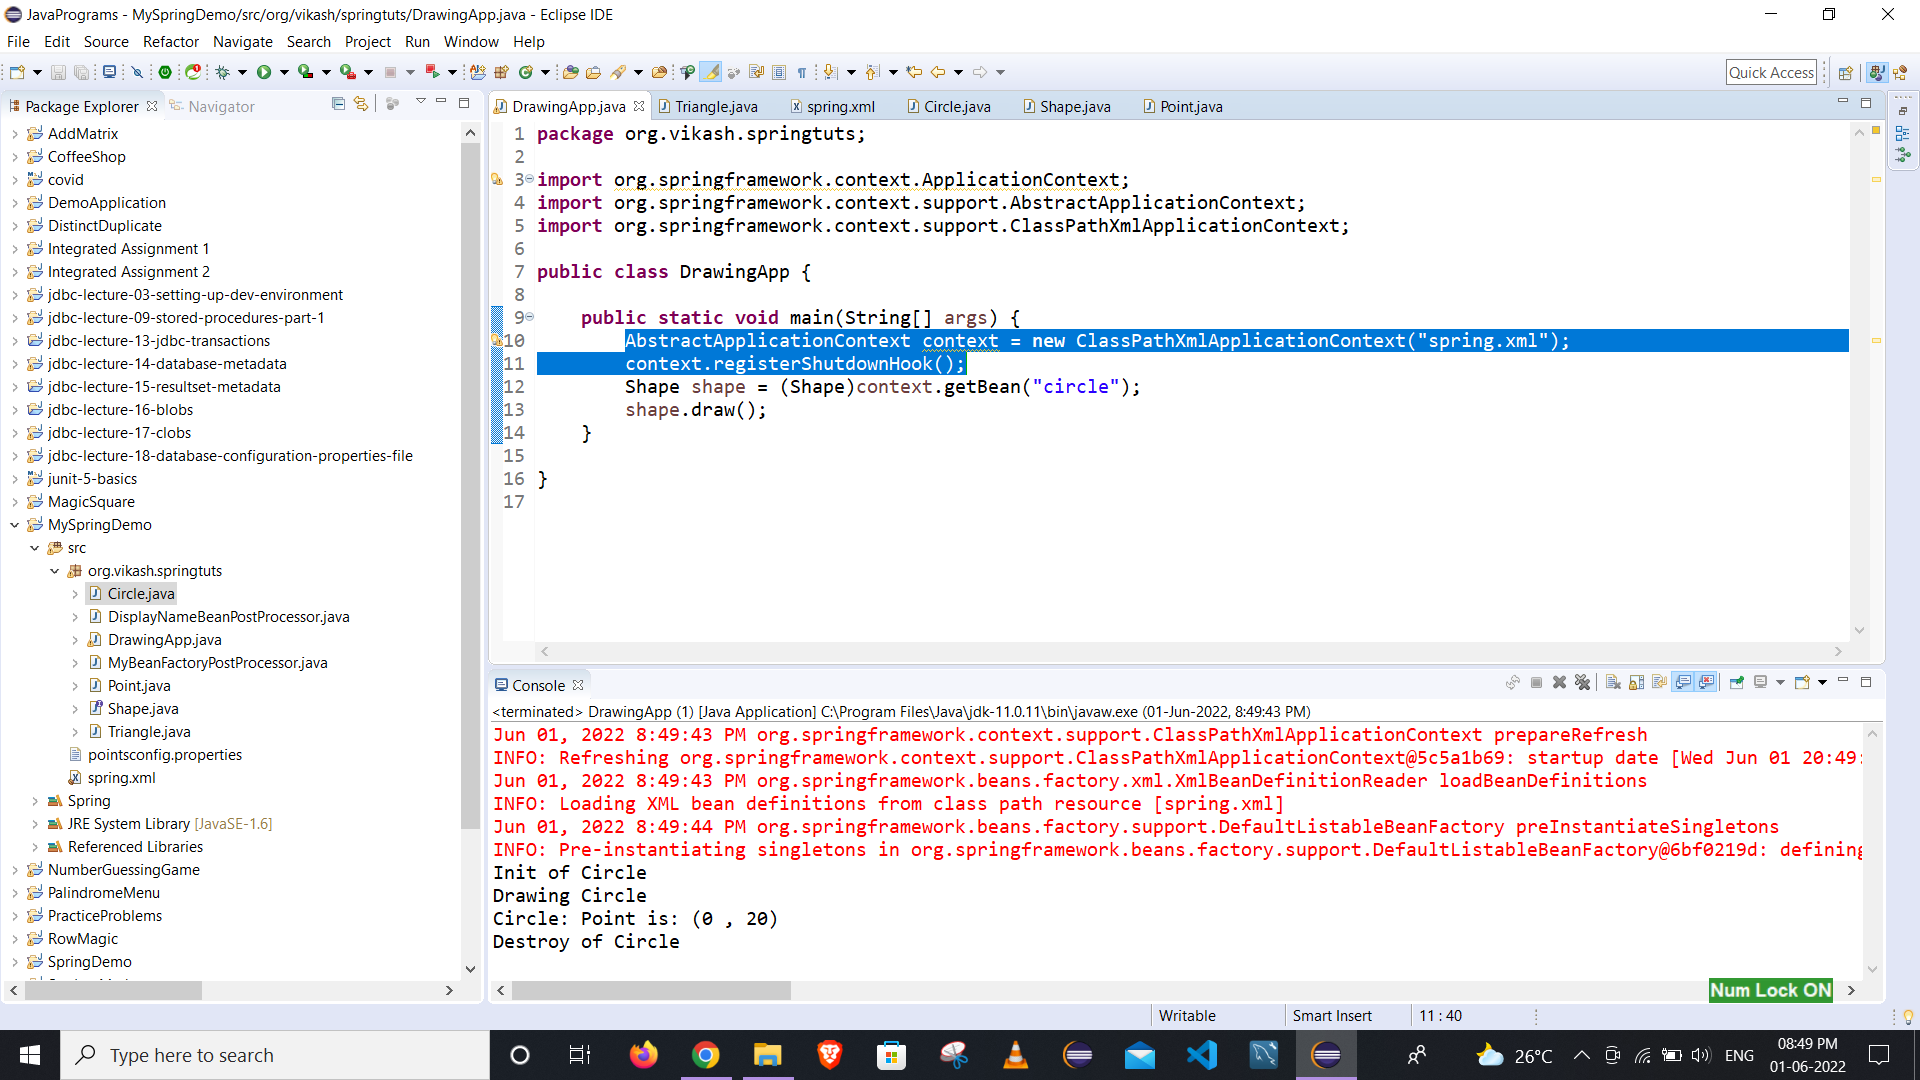 JavaPrograms - MySpringDemo/src/org/vikash/springtuts/DrawingApp.java - Eclipse IDE
File Edit Source Refactor Navigate Search Project Run Window Help
Quick Access
Package Explorer Navigator
AddMatrix
CoffeeShop
covid
DemoApplication
DistinctDuplicate
Integrated Assignment 1
Integrated Assignment 2
jdbc-lecture-03-setting-up-dev-environment
jdbc-lecture-09-stored-procedures-part-1
jdbc-lecture-13-jdbc-transactions
jdbc-lecture-14-database-metadata
jdbc-lecture-15-resultset-metadata
jdbc-lecture-16-blobs
jdbc-lecture-17-clobs
jdbc-lecture-18-database-configuration-properties-file
junit-5-basics
MagicSquare
MySpringDemo
src
org.vikash.springtuts
Circle.java
DisplayNameBeanPostProcessor.java
DrawingApp.java
MyBeanFactoryPostProcessor.java
Point.java
Shape.java
Triangle.java
pointsconfig.properties
spring.xml
Spring
JRE System Library [JavaSE-1.6]
Referenced Libraries
NumberGuessingGame
PalindromeMenu
PracticeProblems
RowMagic
SpringDemo
DrawingApp.java Triangle.java spring.xml Circle.java Shape.java Point.java
1 package org.vikash.springtuts;
2
3 import org.springframework.context.ApplicationContext;
4 import org.springframework.context.support.AbstractApplicationContext;
5 import org.springframework.context.support.ClassPathXmlApplicationContext;
6
7 public class DrawingApp {
8
9 public static void main(String[] args) {
10 AbstractApplicationContext context = new ClassPathXmlApplicationContext("spring.xml");
11 context.registerShutdownHook();
12 Shape shape = (Shape)context.getBean("circle");
13 shape.draw();
14 }
15
16 }
17
Console
<terminated> DrawingApp (1) [Java Application] C:\Program Files\Java\jdk-11.0.11\bin\javaw.exe (01-Jun-2022, 8:49:43 PM)
Jun 01, 2022 8:49:43 PM org.springframework.context.support.ClassPathXmlApplicationContext prepareRefresh
INFO: Refreshing org.springframework.context.support.ClassPathXmlApplicationContext@5c5a1b69: startup date [Wed Jun 01 20:49:
Jun 01, 2022 8:49:43 PM org.springframework.beans.factory.xml.XmlBeanDefinitionReader loadBeanDefinitions
INFO: Loading XML bean definitions from class path resource [spring.xml]
Jun 01, 2022 8:49:44 PM org.springframework.beans.factory.support.DefaultListableBeanFactory preInstantiateSingletons
INFO: Pre-instantiating singletons in org.springframework.beans.factory.support.DefaultListableBeanFactory@6bf0219d: defining
Init of Circle
Drawing Circle
Circle: Point is: (0 , 20)
Destroy of Circle
Num Lock ON
Writable Smart Insert 11 : 40
Type here to search
26°C ENG 08:49 PM
01-06-2022